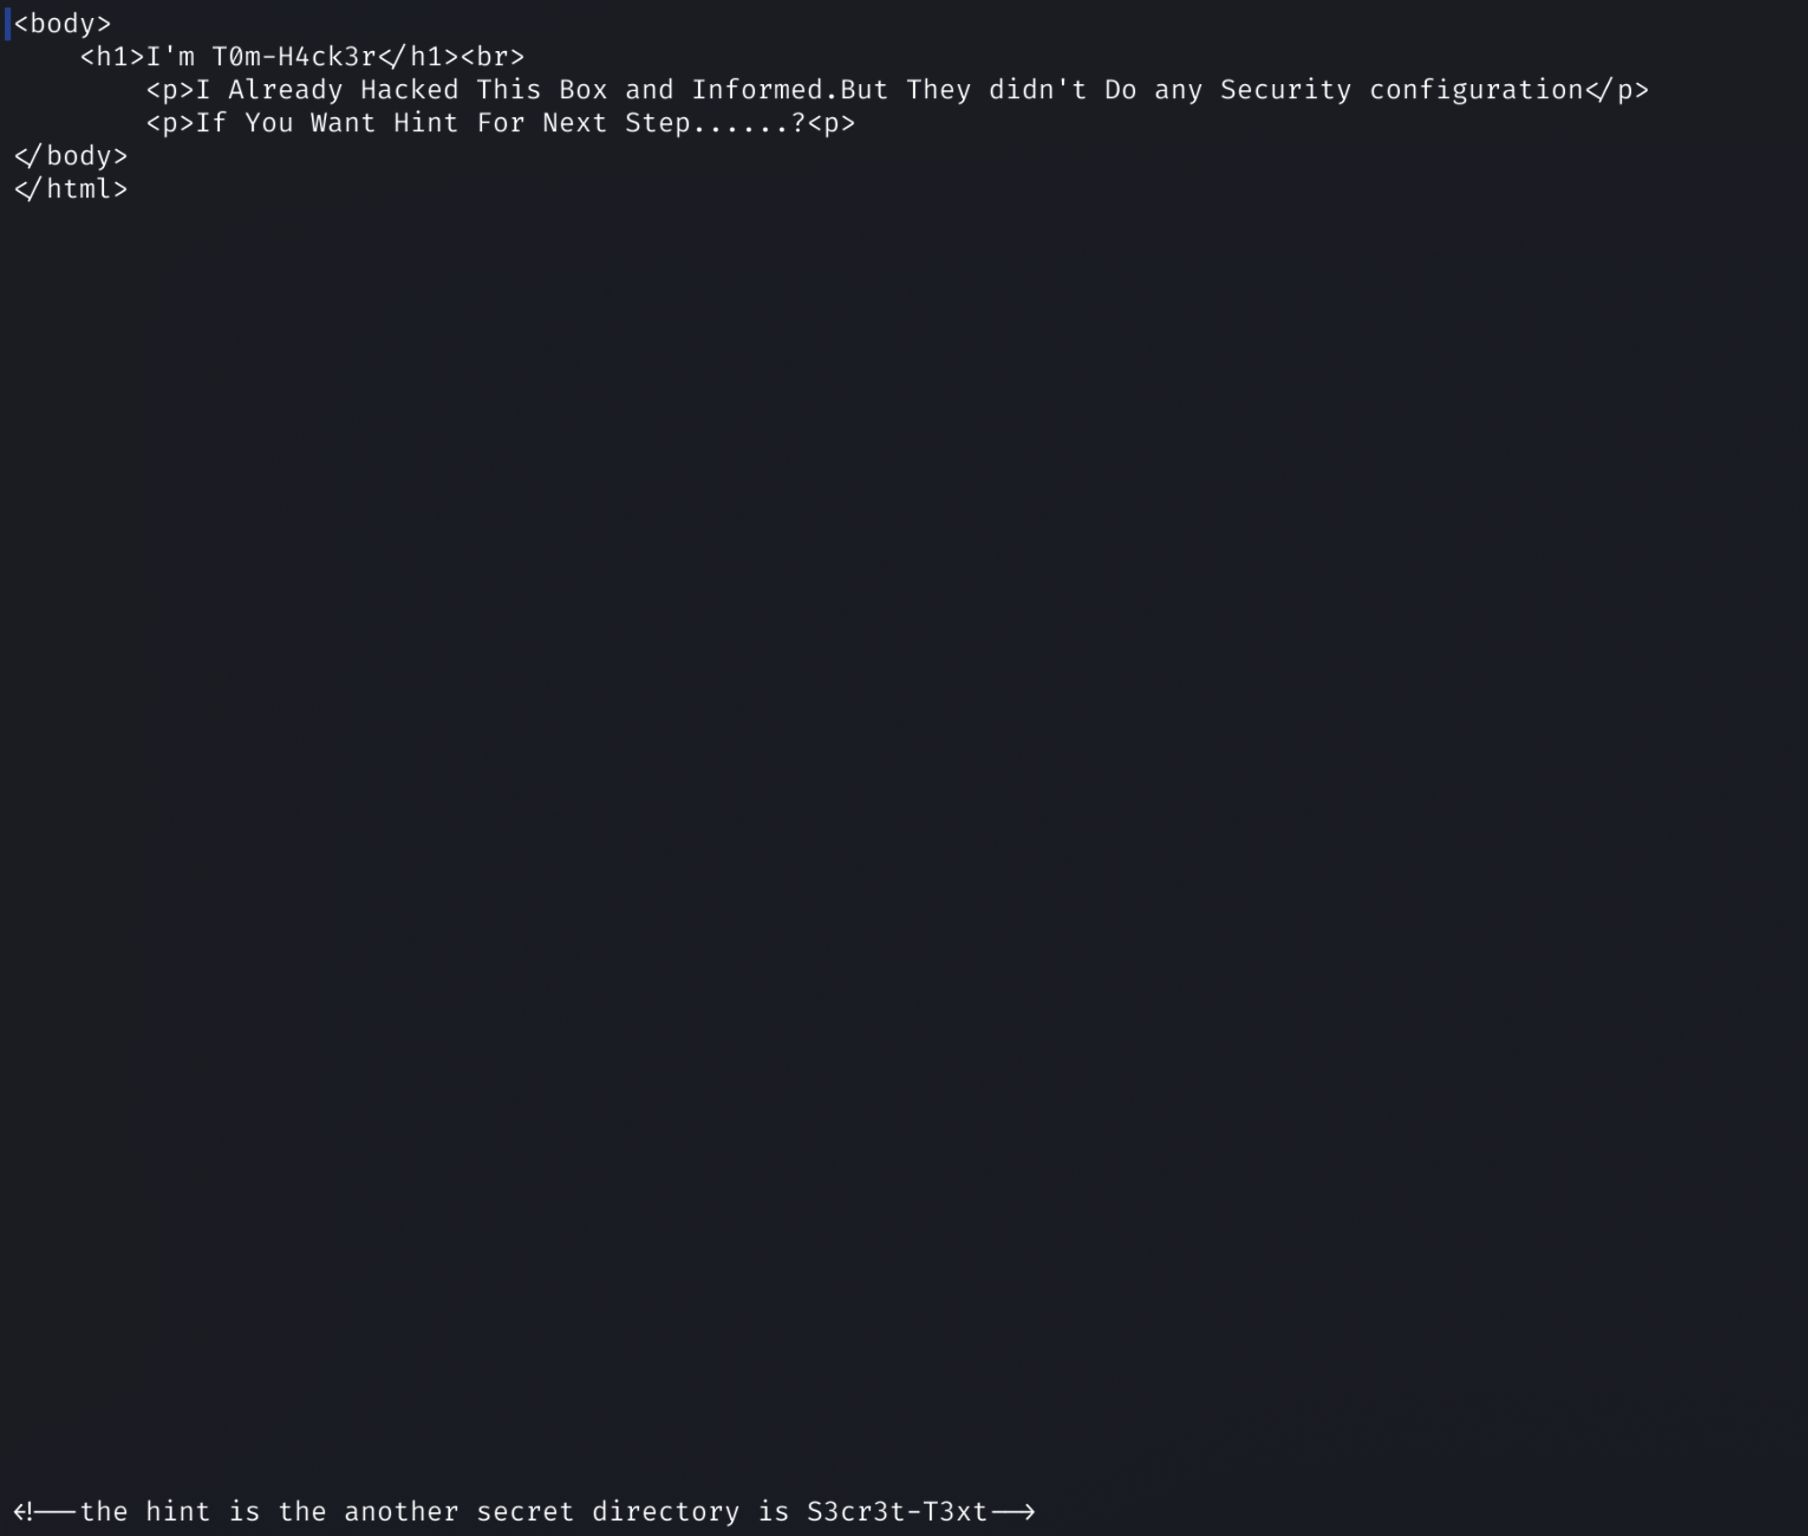 <body>
<h1>I'm T0m-H4ck3r</h1><br>
<p>I Already Hacked This Box and Informed.But They didn't Do any Security configuration</p>
<p>If You Want Hint For Next Step......?<p>
</body>
</html>
<!--the hint is the another secret directory is S3cr3t-T3xt-->